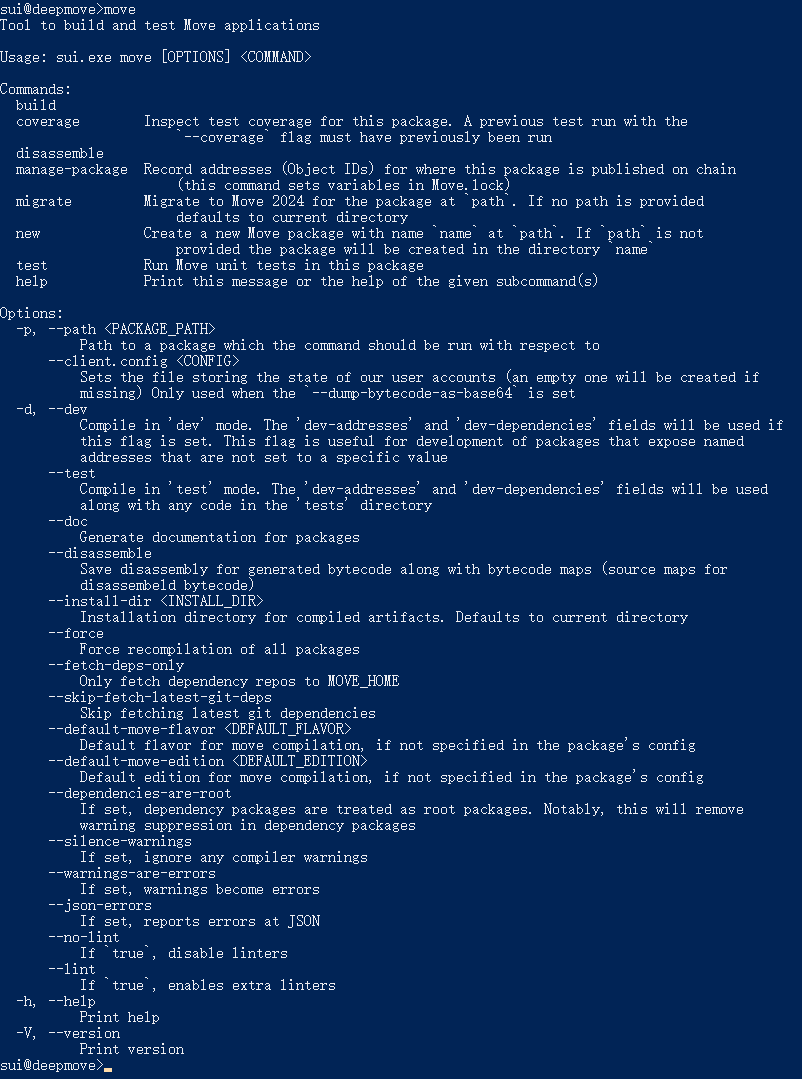 sui@deepmove>move
Tool to build and test Move applications
Usage: sui.exe move [OPTIONS] <COMMAND>
Commands:
build
coverage Inspect test coverage for this package. A previous test run with the
`--coverage` flag must have previously been run
disassemble
manage-package Record addresses (Object IDs) for where this package is published on chain
(this command sets variables in Move.lock)
migrate Migrate to Move 2024 for the package at `path`. If no path is provided
defaults to current directory
new Create a new Move package with name `name` at `path`. If `path` is not
provided the package will be created in the directory `name`
test Run Move unit tests in this package
help Print this message or the help of the given subcommand(s)
Options:
-p, --path <PACKAGE_PATH>
Path to a package which the command should be run with respect to
--client.config <CONFIG>
Sets the file storing the state of our user accounts (an empty one will be created if
missing) Only used when the `--dump-bytecode-as-base64` is set
-d, --dev
Compile in 'dev' mode. The 'dev-addresses' and 'dev-dependencies' fields will be used if
this flag is set. This flag is useful for development of packages that expose named
addresses that are not set to a specific value
--test
Compile in 'test' mode. The 'dev-addresses' and 'dev-dependencies' fields will be used
along with any code in the 'tests' directory
--doc
Generate documentation for packages
--disassemble
Save disassembly for generated bytecode along with bytecode maps (source maps for
disassembeld bytecode)
--install-dir <INSTALL_DIR>
Installation directory for compiled artifacts. Defaults to current directory
--force
Force recompilation of all packages
--fetch-deps-only
Only fetch dependency repos to MOVE_HOME
--skip-fetch-latest-git-deps
Skip fetching latest git dependencies
--default-move-flavor <DEFAULT_FLAVOR>
Default flavor for move compilation, if not specified in the package's config
--default-move-edition <DEFAULT_EDITION>
Default edition for move compilation, if not specified in the package's config
--dependencies-are-root
If set, dependency packages are treated as root packages. Notably, this will remove
warning suppression in dependency packages
--silence-warnings
If set, ignore any compiler warnings
--warnings-are-errors
If set, warnings become errors
--json-errors
If set, reports errors at JSON
--no-lint
If `true`, disable linters
--lint
If `true`, enables extra linters
-h, --help
Print help
-V, --version
Print version
sui@deepmove>